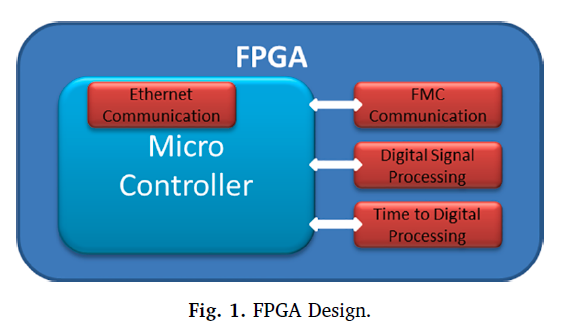 FPGA
Ethernet
Communication
Micro
Controller
FMC
Communication
Digital Signal
Processing
Time to Digital
Processing
Fig. 1. FPGA Design.